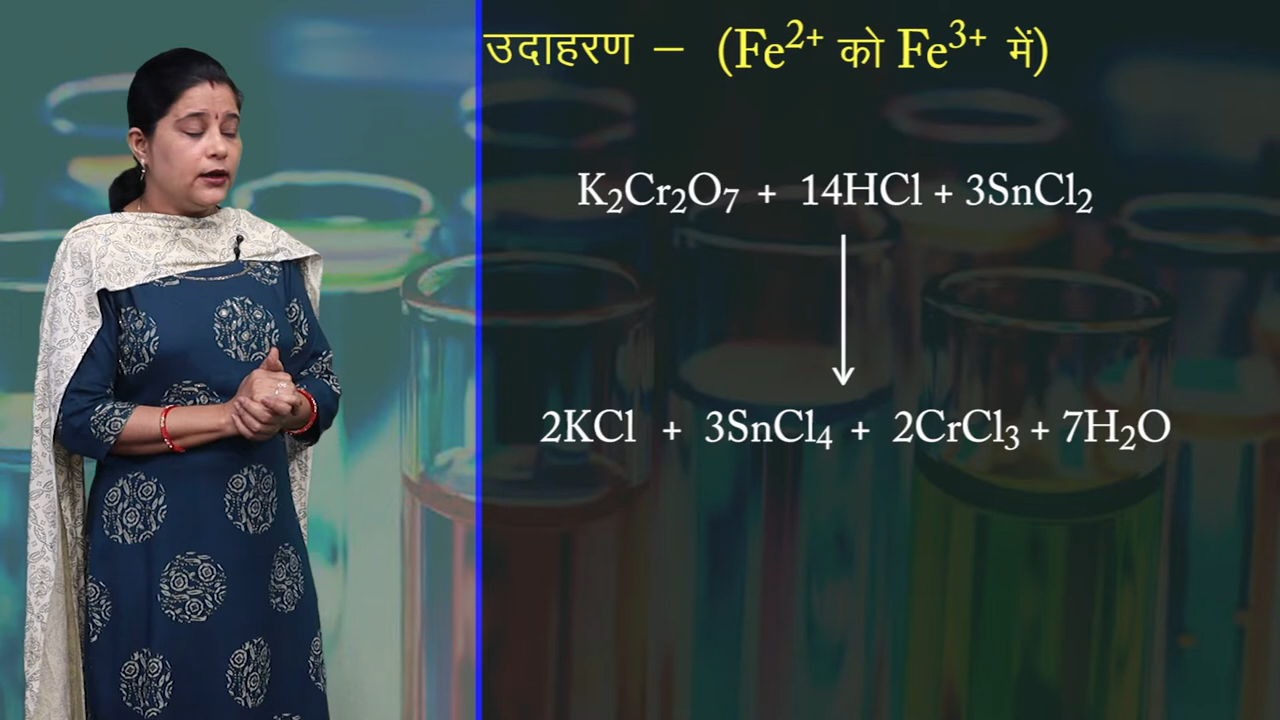 उदाहरण – (Fe²⁺ को Fe³⁺ में)
K₂Cr₂O₇ + 14HCl + 3SnCl₂
2KCl + 3SnCl₄ + 2CrCl₃ + 7H₂O